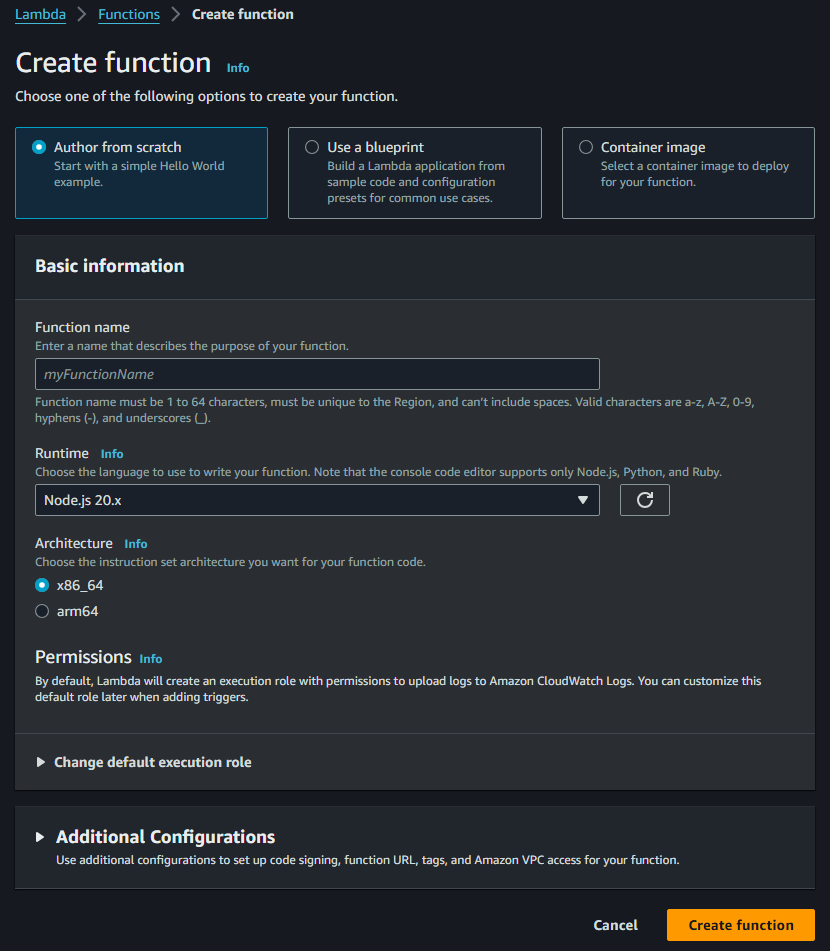 Lambda > Functions > Create function
Create function Info
Choose one of the following options to create your function.
Author from scratch
Start with a simple Hello World
example.
Use a blueprint
Build a Lambda application from
sample code and configuration
presets for common use cases.
Container image
Select a container image to deploy
for your function.
Basic information
Function name
Enter a name that describes the purpose of your function.
myFunctionName
Function name must be 1 to 64 characters, must be unique to the Region, and can't include spaces. Valid characters are a-z, A-Z, 0-9,
hyphens (-), and underscores (_).
Runtime Info
Choose the language to use to write your function. Note that the console code editor supports only Node.js, Python, and Ruby.
Node.js 20.x
Architecture Info
Choose the instruction set architecture you want for your function code.
x86_64
arm64
Permissions Info
By default, Lambda will create an execution role with permissions to upload logs to Amazon CloudWatch Logs. You can customize this
default role later when adding triggers.
Change default execution role
Additional Configurations
Use additional configurations to set up code signing, function URL, tags, and Amazon VPC access for your function.
Cancel Create function